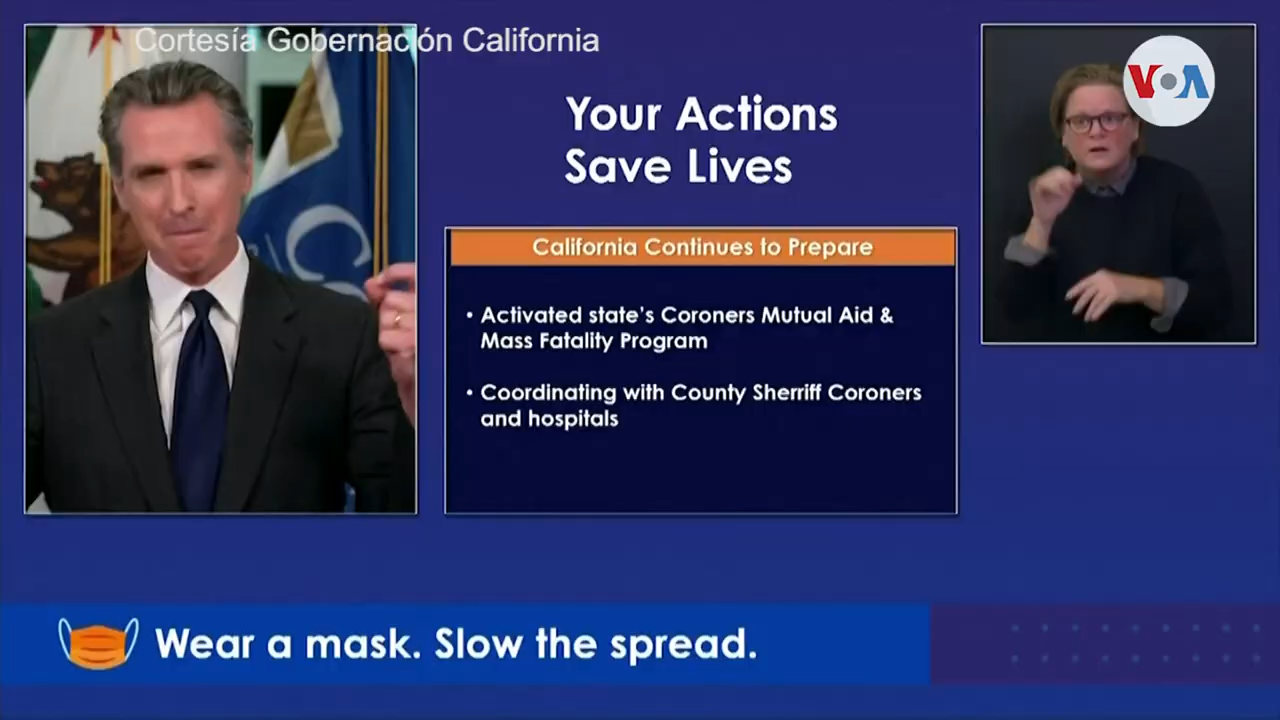 Cortesía Gobernación California
VOA
Your Actions
Save Lives
California Continues to Prepare
• Activated state's Coroners Mutual Aid &
Mass Fatality Program
• Coordinating with County Sherriff Coroners
and hospitals
Wear a mask. Slow the spread.